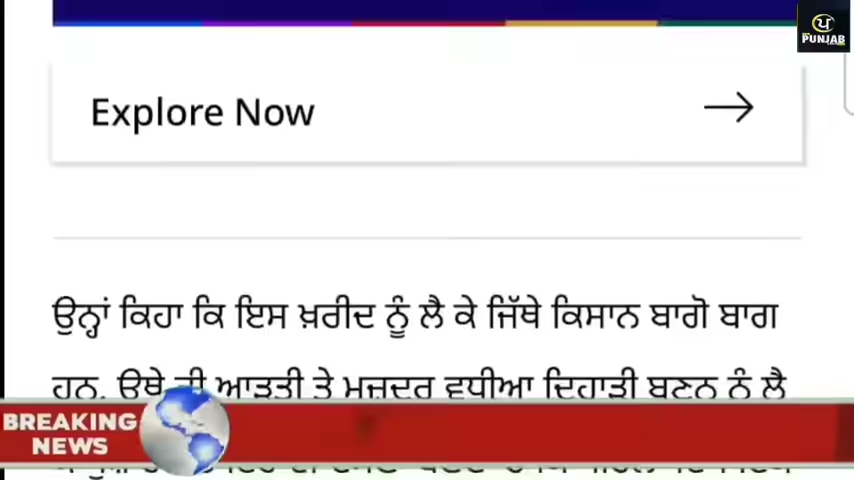 ਪੰ
PUNJAB
Explore Now
ਉਨ੍ਹਾਂ ਕਿਹਾ ਕਿ ਇਸ ਖ਼ਰੀਦ ਨੂੰ ਲੈ ਕੇ ਜਿੱਥੇ ਕਿਸਾਨ ਬਾਗੋ ਬਾਗ
ਹਨ, ਉਥੇ ਹੀ ਆੜਤੀ ਤੇ ਮਜ਼ਦੂਰ ਵਧੀਆ ਦਿਹਾੜੀ ਬਣਨ ਨੂੰ ਲੈ
BREAKING
NEWS